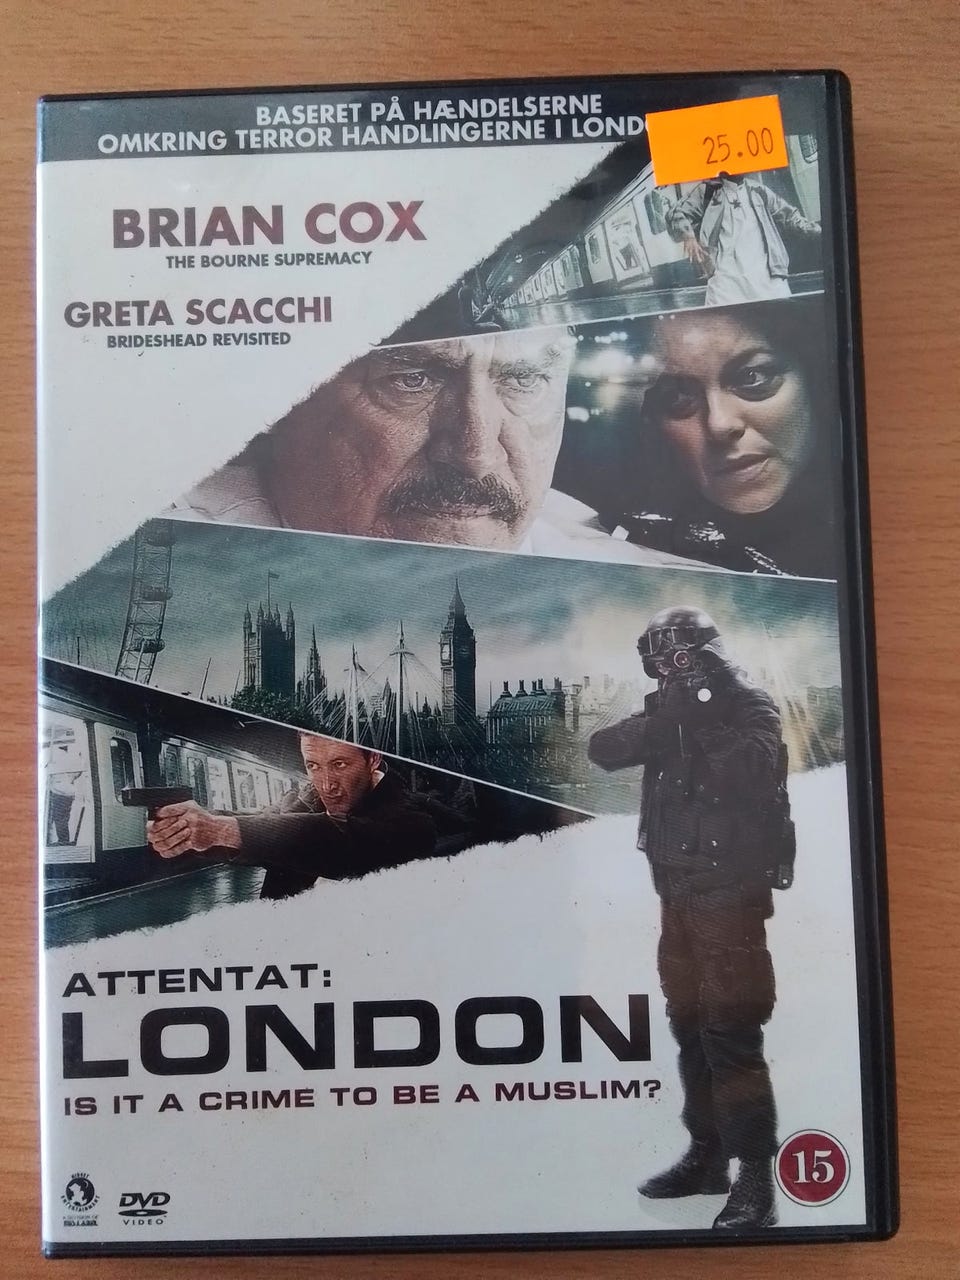 BASERET PÅ HÆNDELSERNE
OMKRING TERROR HANDLINGERNE I
25.00
BRIAN COX
THE BOURNE SUPREMACY
GRETA SCACCHI
BRIDESHEAD REVISITED
ATTENTAT:
LONDON
IS IT A CRIME TO BE A MUSLIM?
15
DVD
VIDEO